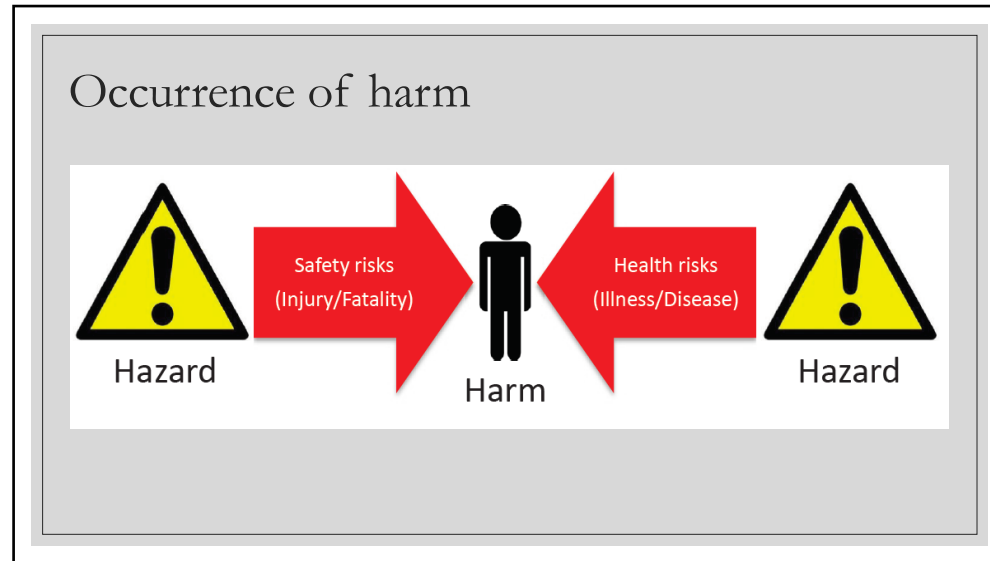 Occurrence of harm
Safety risks
(Injury/Fatality)
Health risks
(Illness/Disease)
Hazard
Harm
Hazard